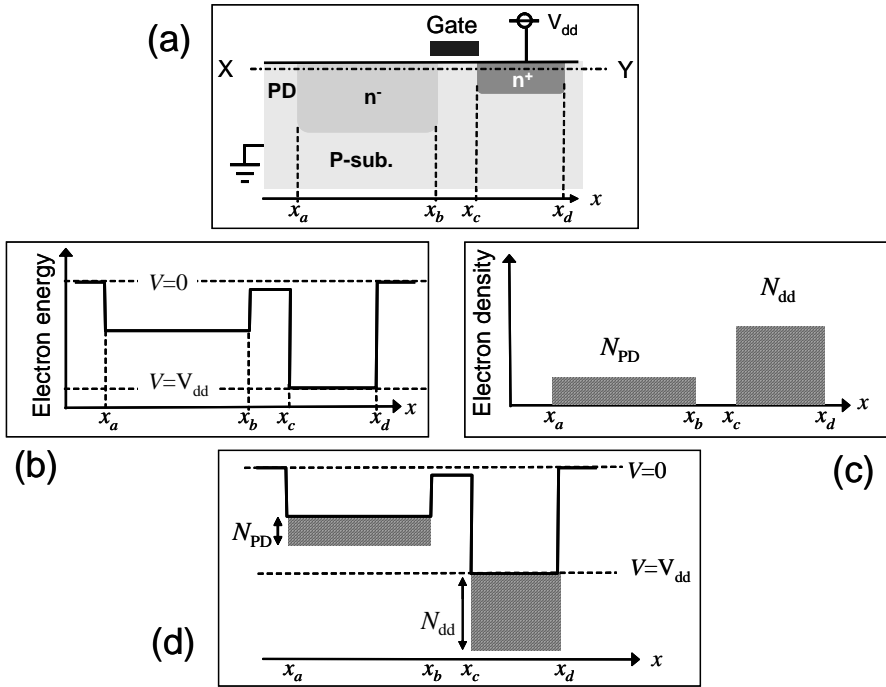 (a)
Gate
V_dd
X
Y
PD
n⁻
n⁺
P-sub.
x_a x_b x_c x_d x
Electron energy
V=0
V=V_dd
x_a x_b x_c x_d x
(b)
Electron density
N_PD
N_dd
x_a x_b x_c x_d x
(c)
V=0
N_PD
V=V_dd
N_dd
x_a x_b x_c x_d x
(d)